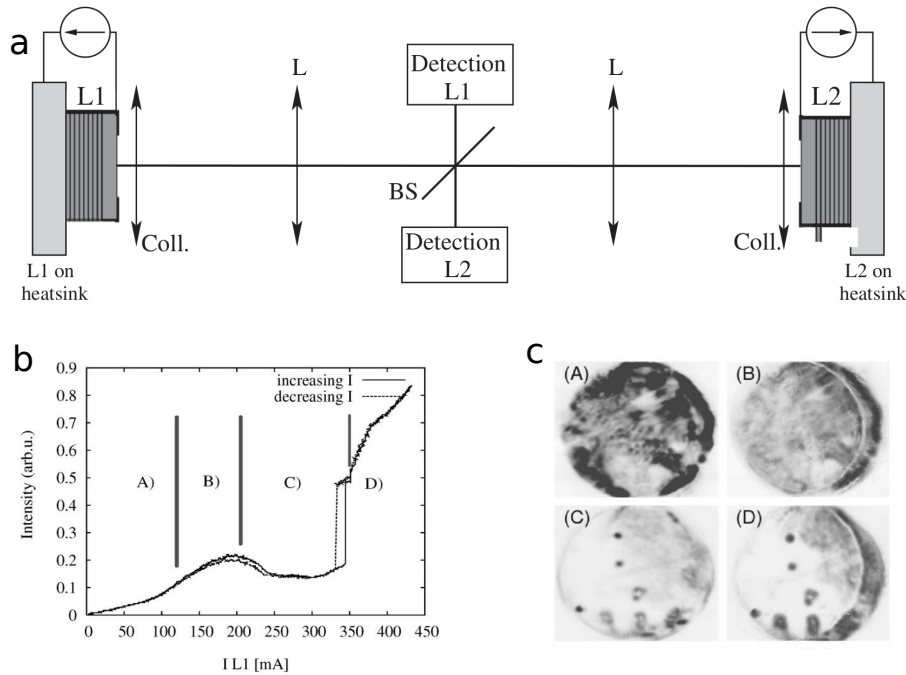 a
L1
L
Detection
L1
L
L2
BS
Coll.
Detection
L2
Coll.
L1 on
heatsink
L2 on
heatsink
b
0.9
0.8
0.7
0.6
0.5
0.4
0.3
0.2
0.1
0
Intensity (arb.u.)
increasing I
decreasing I
A)
B)
C)
D)
0
50
100
150
200
250
300
350
400
450
I L1 [mA]
c
(A)
(B)
(C)
(D)